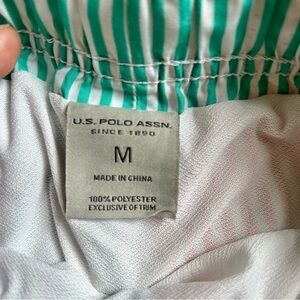 U.S. POLO ASSN.
SINCE 1890
M
MADE IN CHINA
100% POLYESTER
EXCLUSIVE OF TRIM